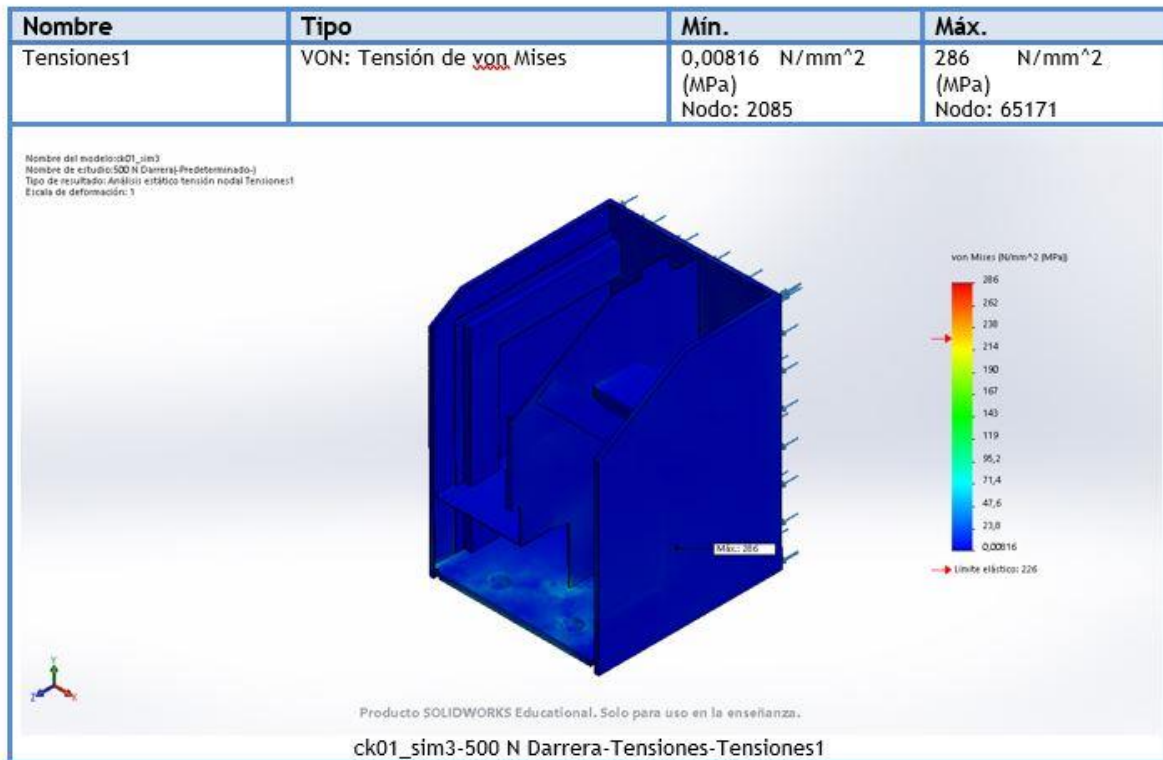 Nombre Tipo Mín. Máx.
Tensiones1 VON: Tensión de von Mises 0,00816 N/mm^2 286 N/mm^2
(MPa) (MPa)
Nodo: 2085 Nodo: 65171
Nombre del modelo:ck01_sim3
Nombre de estudio:500 N Darrera(-Predeterminado-)
Tipo de resultado: Análisis estático tensión nodal Tensiones1
Escala de deformación: 1
von Mises (N/mm^2 (MPa))
286
262
238
214
190
167
143
119
95,2
71,4
47,6
23,8
0,00816
Límite elástico: 226
Máx.: 286
Y
Z
X
Producto SOLIDWORKS Educational. Solo para uso en la enseñanza.
ck01_sim3-500 N Darrera-Tensiones-Tensiones1